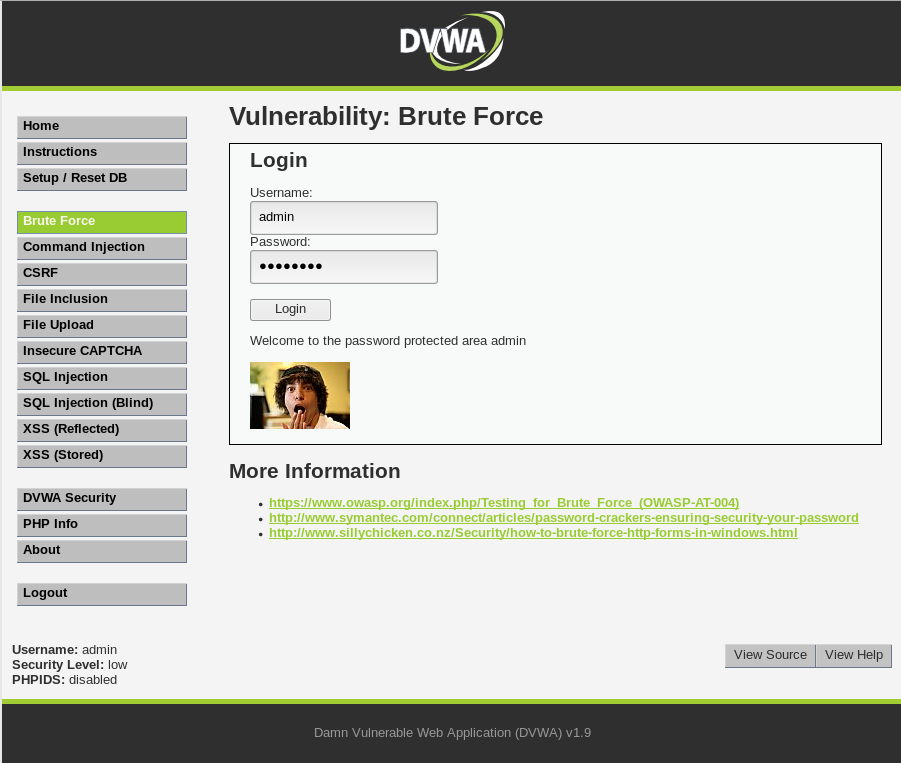 DVWA
Home
Instructions
Setup / Reset DB
Brute Force
Command Injection
CSRF
File Inclusion
File Upload
Insecure CAPTCHA
SQL Injection
SQL Injection (Blind)
XSS (Reflected)
XSS (Stored)
DVWA Security
PHP Info
About
Logout
Vulnerability: Brute Force
Login
Username:
admin
Password:
●●●●●●●●
Login
Welcome to the password protected area admin
More Information
• https://www.owasp.org/index.php/Testing_for_Brute_Force_(OWASP-AT-004)
• http://www.symantec.com/connect/articles/password-crackers-ensuring-security-your-password
• http://www.sillychicken.co.nz/Security/how-to-brute-force-http-forms-in-windows.html
Username: admin
Security Level: low
PHPIDS: disabled
View Source
View Help
Damn Vulnerable Web Application (DVWA) v1.9